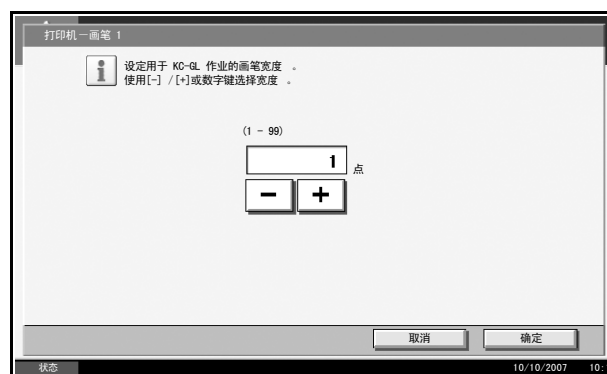 打印机－画笔 1
设定用于 KC-GL 作业的画笔宽度 。
使用[-] /[+]或数字键选择宽度 。
(1 - 99)
1 点
－ ＋
取消 确定
状态 10/10/2007 10: